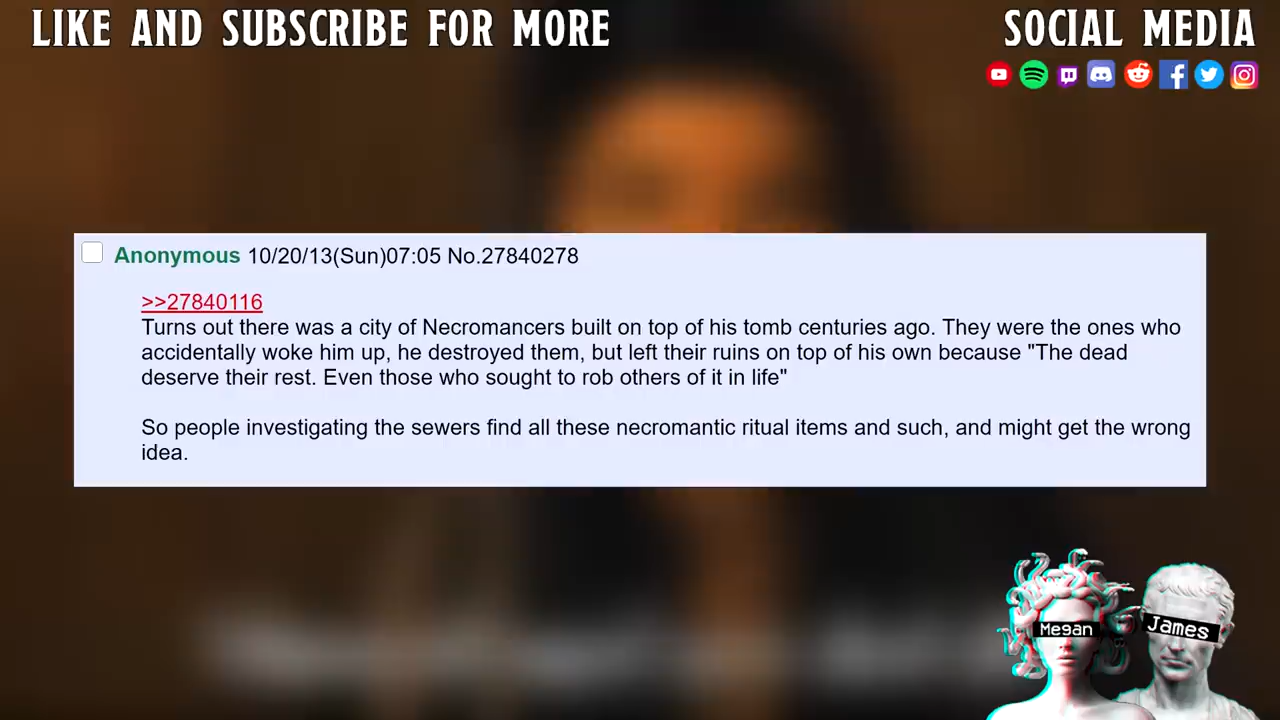 LIKE AND SUBSCRIBE FOR MORE
SOCIAL MEDIA
Anonymous 10/20/13(Sun)07:05 No.27840278
>>27840116
Turns out there was a city of Necromancers built on top of his tomb centuries ago. They were the ones who
accidentally woke him up, he destroyed them, but left their ruins on top of his own because "The dead
deserve their rest. Even those who sought to rob others of it in life"
So people investigating the sewers find all these necromantic ritual items and such, and might get the wrong
idea.
Megan
James